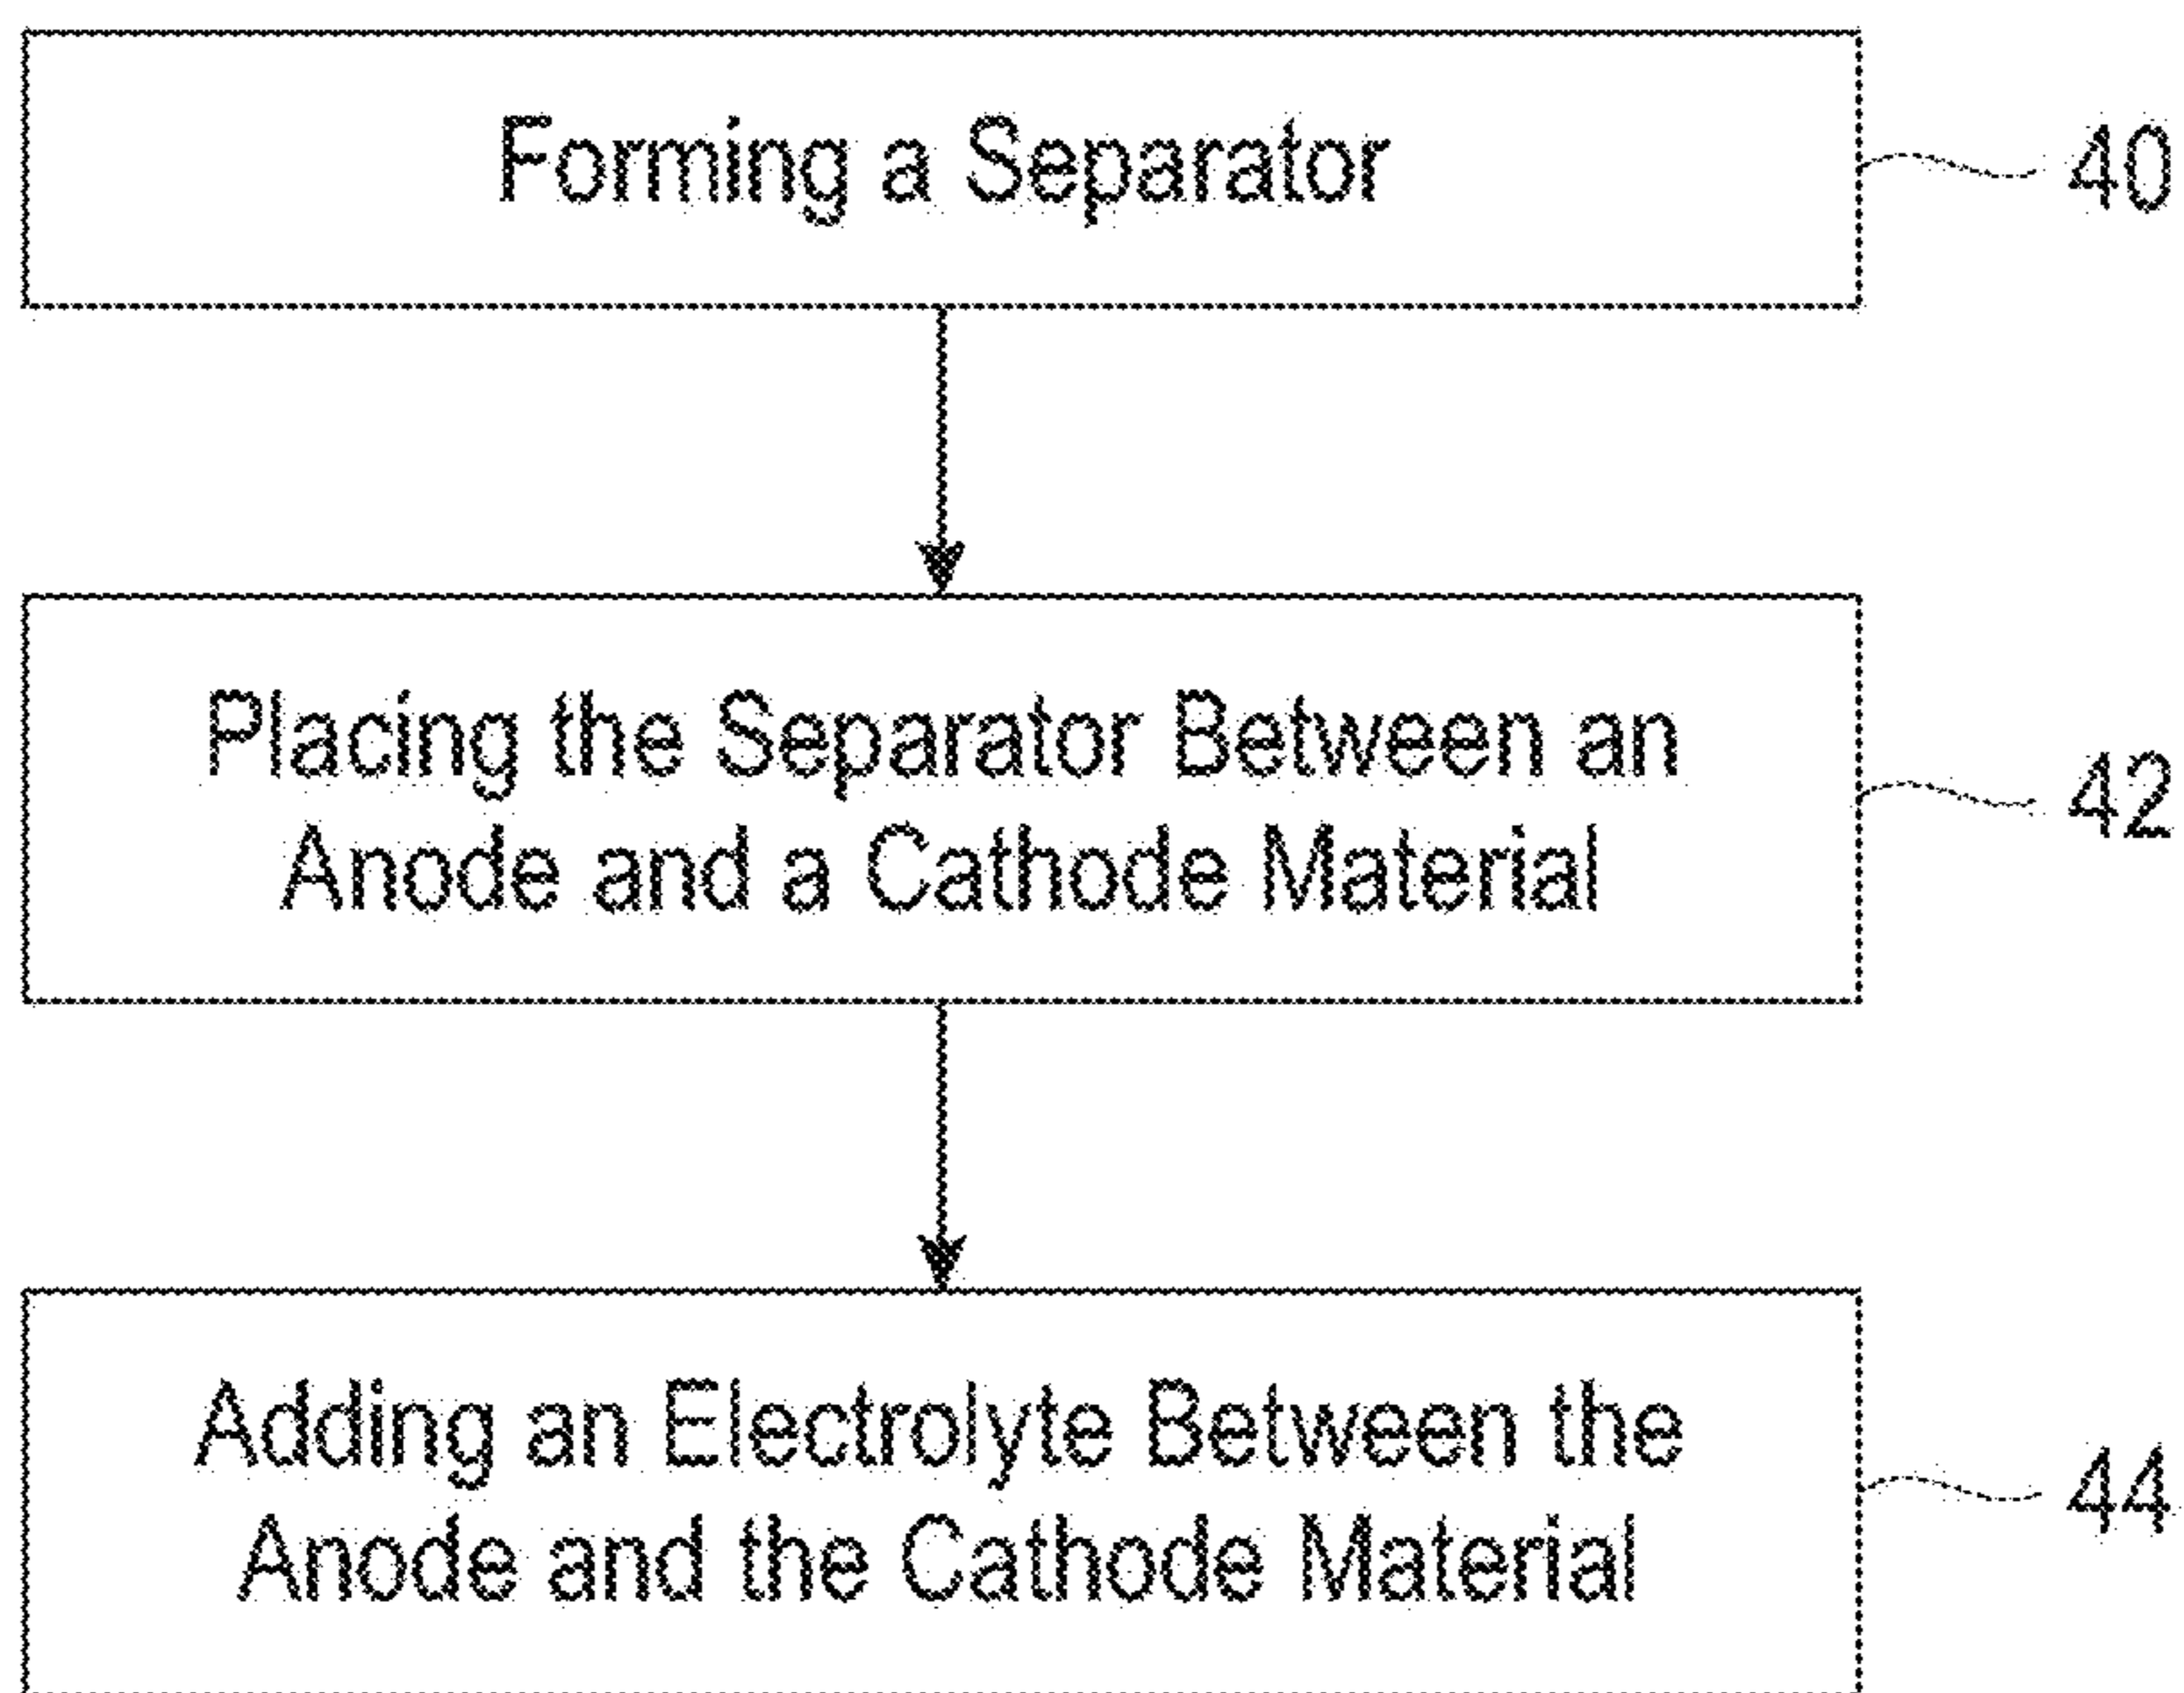 Forming a Separator
40
Placing the Separator Between an
Anode and a Cathode Material
42
Adding an Electrolyte Between the
Anode and the Cathode Material
44